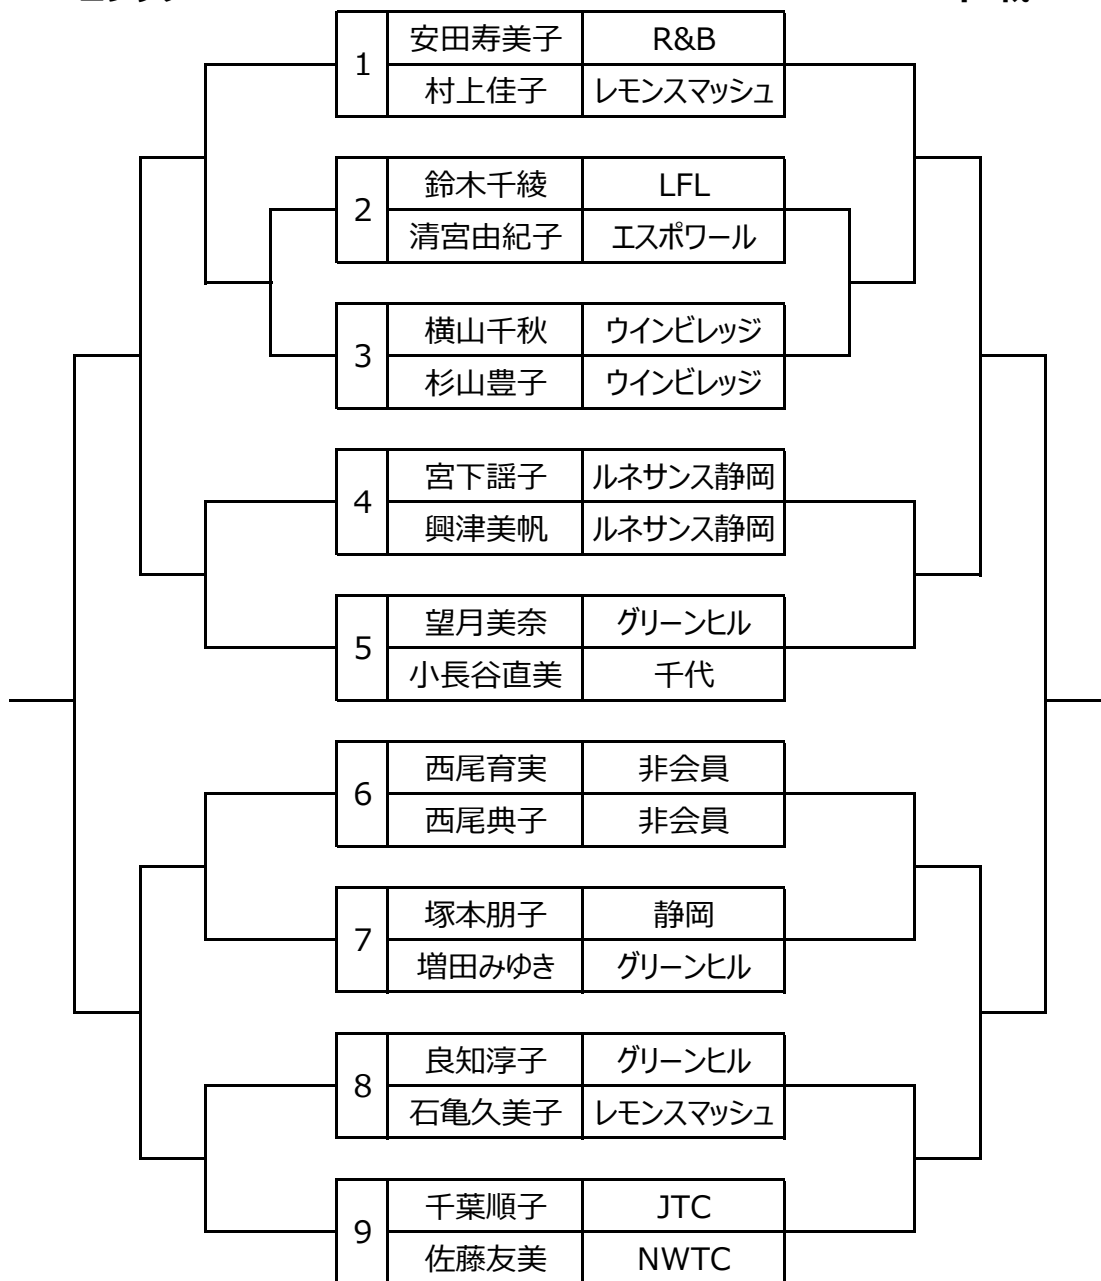 1 安田寿美子 R&B
村上佳子 レモンスマッシュ
2 鈴木千綾 LFL
清宮由紀子 エスポワール
3 横山千秋 ウインビレッジ
杉山豊子 ウインビレッジ
4 宮下謡子 ルネサンス静岡
興津美帆 ルネサンス静岡
5 望月美奈 グリーンヒル
小長谷直美 千代
6 西尾育実 非会員
西尾典子 非会員
7 塚本朋子 静岡
増田みゆき グリーンヒル
8 良知淳子 グリーンヒル
石亀久美子 レモンスマッシュ
9 千葉順子 JTC
佐藤友美 NWTC